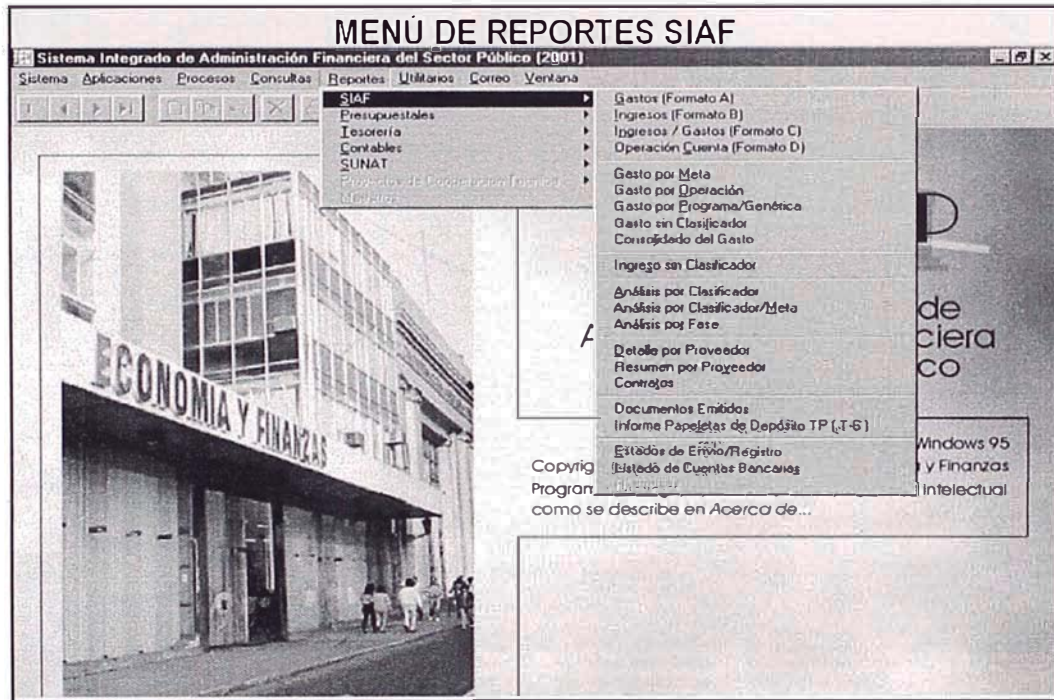 MENÚ DE REPORTES SIAF
Sistema Integrado de Administración Financiera del Sector Público (2001)
Sistema Aplicaciones Procesos Consultas Reportes Utilitarios Correo Ventana
SIAF
Presupuestales
Tesorería
Contables
SUNAT
Proyectos de Cooperación Técnica
Gastos (Formato A)
Ingresos (Formato B)
Ingresos / Gastos (Formato C)
Operación Cuenta (Formato D)
Gasto por Meta
Gasto por Operación
Gasto por Programa/Genérica
Gasto sin Clasificador
Consolidado del Gasto
Ingreso sin Clasificador
Análisis por Clasificador
Análisis por Clasificador/Meta
Análisis por Fase
Detalle por Proveedor
Resumen por Proveedor
Contratos
Documentos Emitidos
Informe Papeletas de Depósito TP (.T-6)
Estados de Envío/Registro
Listado de Cuentas Bancarias
ECONOMIA Y FINANZAS
P
de
A
ciera
co
Windows 95
Copyrig
y Finanzas
Program
intelectual
como se describe en Acerca de...